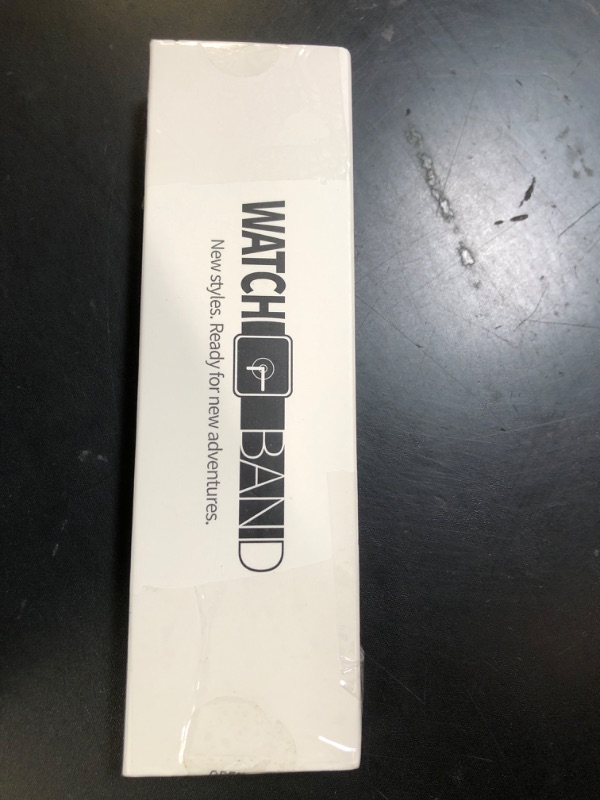 WATCH BAND
New styles. Ready for new adventures.